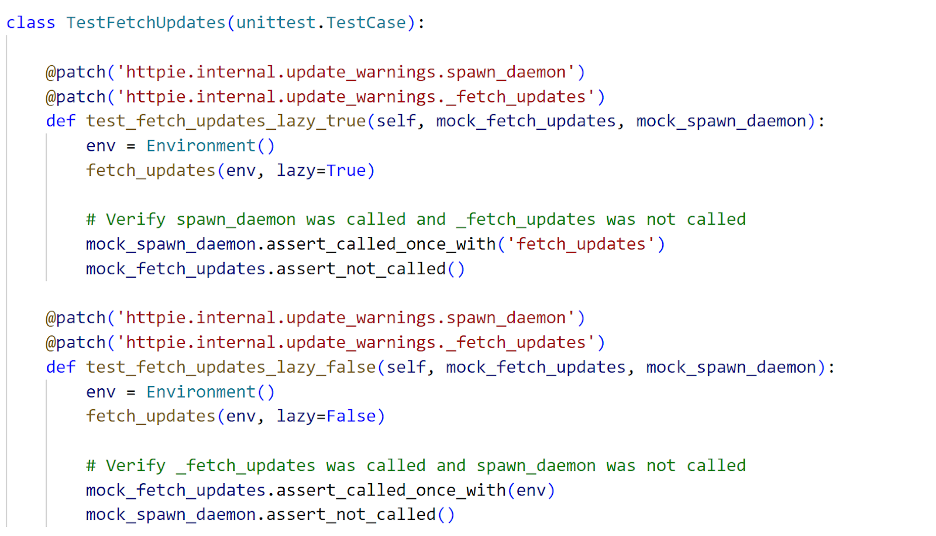 class TestFetchUpdates(unittest.TestCase):

    @patch('httpie.internal.update_warnings.spawn_daemon')
    @patch('httpie.internal.update_warnings._fetch_updates')
    def test_fetch_updates_lazy_true(self, mock_fetch_updates, mock_spawn_daemon):
        env = Environment()
        fetch_updates(env, lazy=True)

        # Verify spawn_daemon was called and _fetch_updates was not called
        mock_spawn_daemon.assert_called_once_with('fetch_updates')
        mock_fetch_updates.assert_not_called()

    @patch('httpie.internal.update_warnings.spawn_daemon')
    @patch('httpie.internal.update_warnings._fetch_updates')
    def test_fetch_updates_lazy_false(self, mock_fetch_updates, mock_spawn_daemon):
        env = Environment()
        fetch_updates(env, lazy=False)

        # Verify _fetch_updates was called and spawn_daemon was not called
        mock_fetch_updates.assert_called_once_with(env)
        mock_spawn_daemon.assert_not_called()